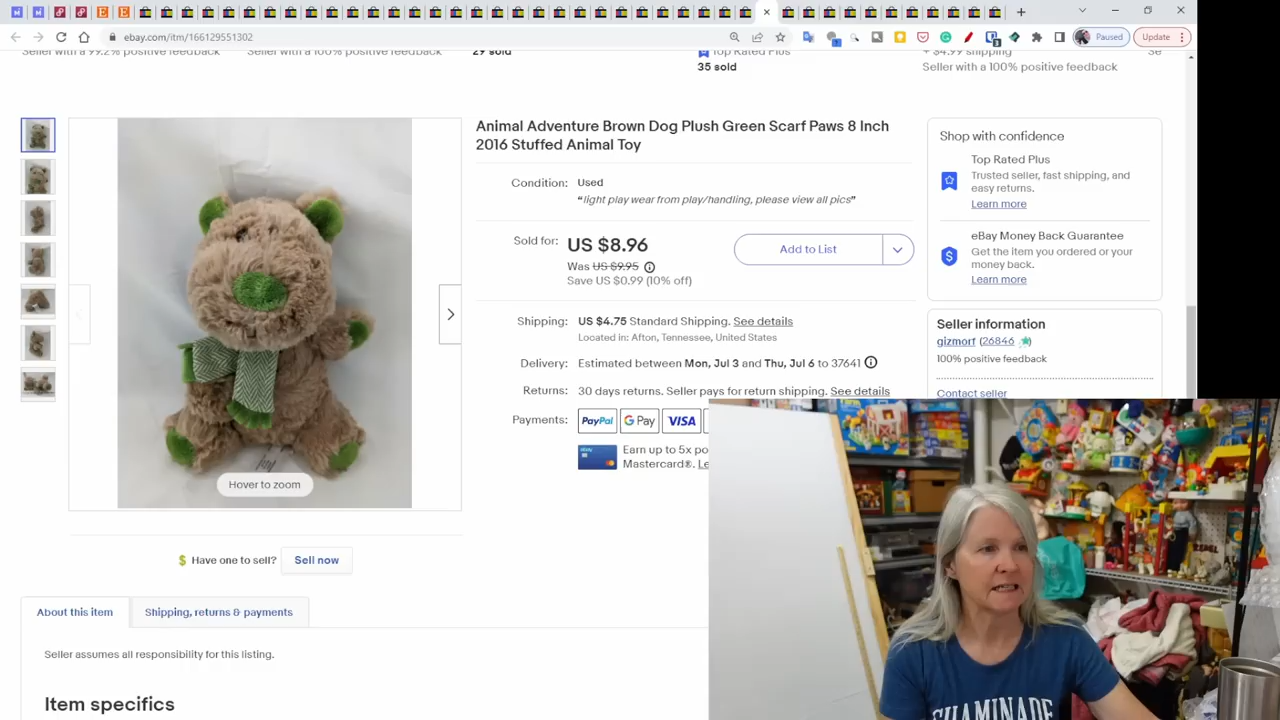 ebay.com/itm/166129551302
Paused
Update
Seller with a 99.2% positive feedback
Seller with a 100% positive feedback
29 sold
Top Rated Plus
35 sold
+ $4.99 shipping
Seller with a 100% positive feedback
Se
Animal Adventure Brown Dog Plush Green Scarf Paws 8 Inch
2016 Stuffed Animal Toy
Condition: Used
“light play wear from play/handling, please view all pics”
Sold for: US $8.96
Add to List
Was US $9.95
Save US $0.99 (10% off)
Shipping: US $4.75 Standard Shipping. See details
Located in: Afton, Tennessee, United States
Delivery: Estimated between Mon, Jul 3 and Thu, Jul 6 to 37641
Returns: 30 days returns. Seller pays for return shipping. See details
Payments: PayPal G Pay VISA
Earn up to 5x po
Mastercard®. Le
Shop with confidence
Top Rated Plus
Trusted seller, fast shipping, and
easy returns.
Learn more
eBay Money Back Guarantee
Get the item you ordered or your
money back.
Learn more
Seller information
gizmorf (26846)
100% positive feedback
Contact seller
Hover to zoom
$ Have one to sell? Sell now
About this item
Shipping, returns & payments
Seller assumes all responsibility for this listing.
Item specifics
CHAMINADE